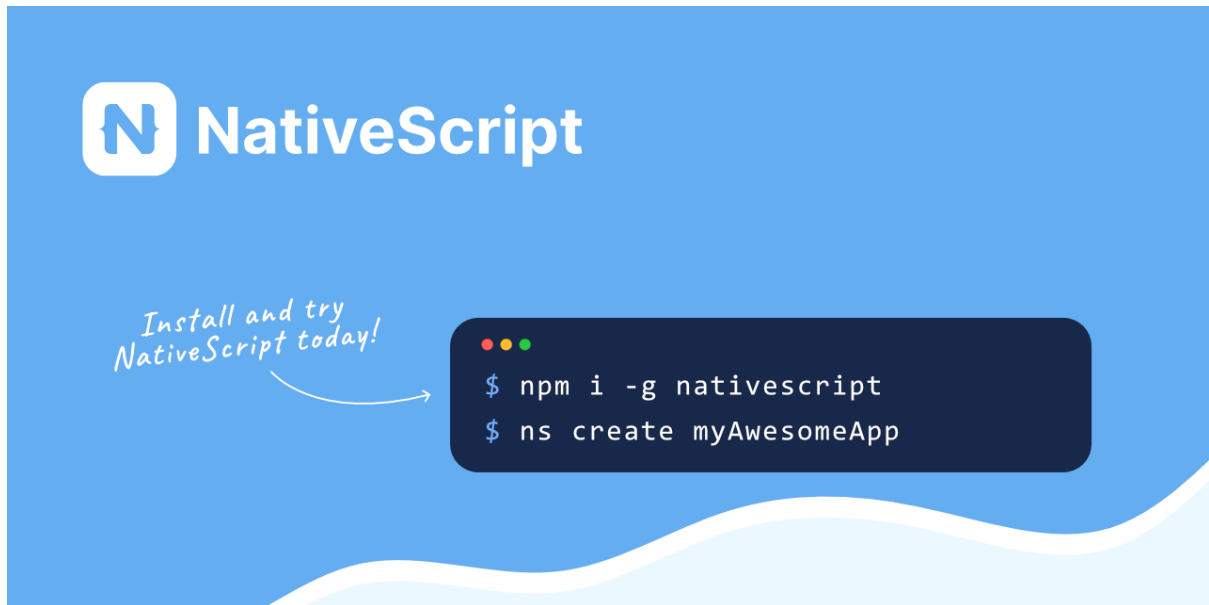 NativeScript
Install and try
NativeScript today!
$ npm i -g nativescript
$ ns create myAwesomeApp